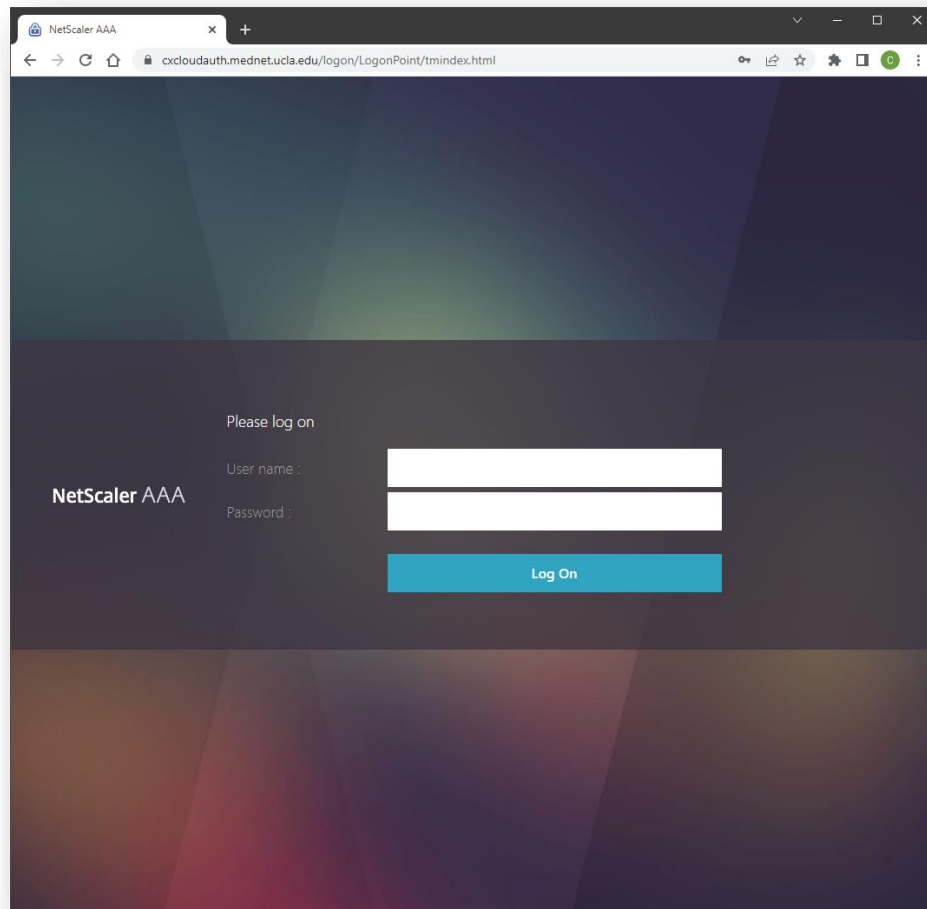 NetScaler AAA
cxcloudauth.mednet.ucla.edu/logon/LogonPoint/tmindex.html
C
Please log on
User name :
NetScaler AAA
Password :
Log On